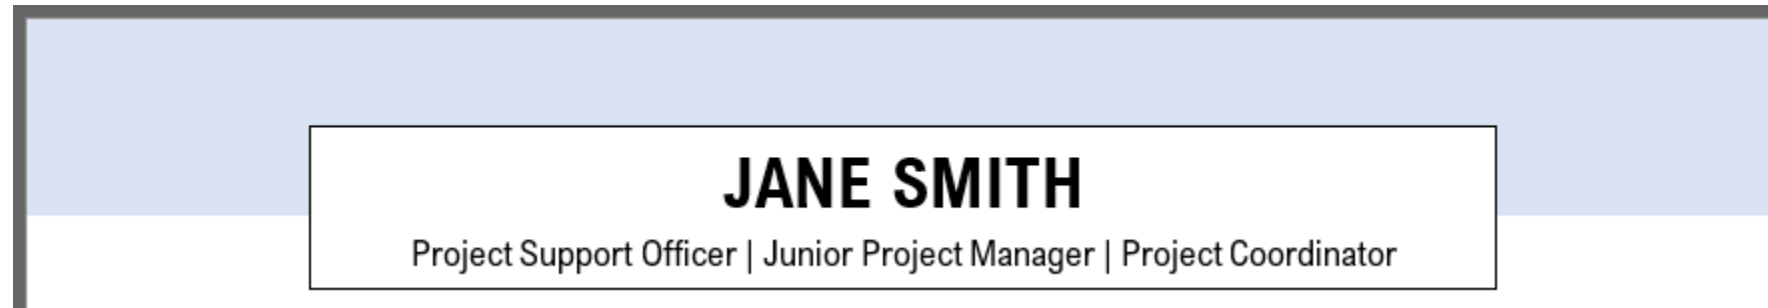 JANE SMITH
Project Support Officer | Junior Project Manager | Project Coordinator